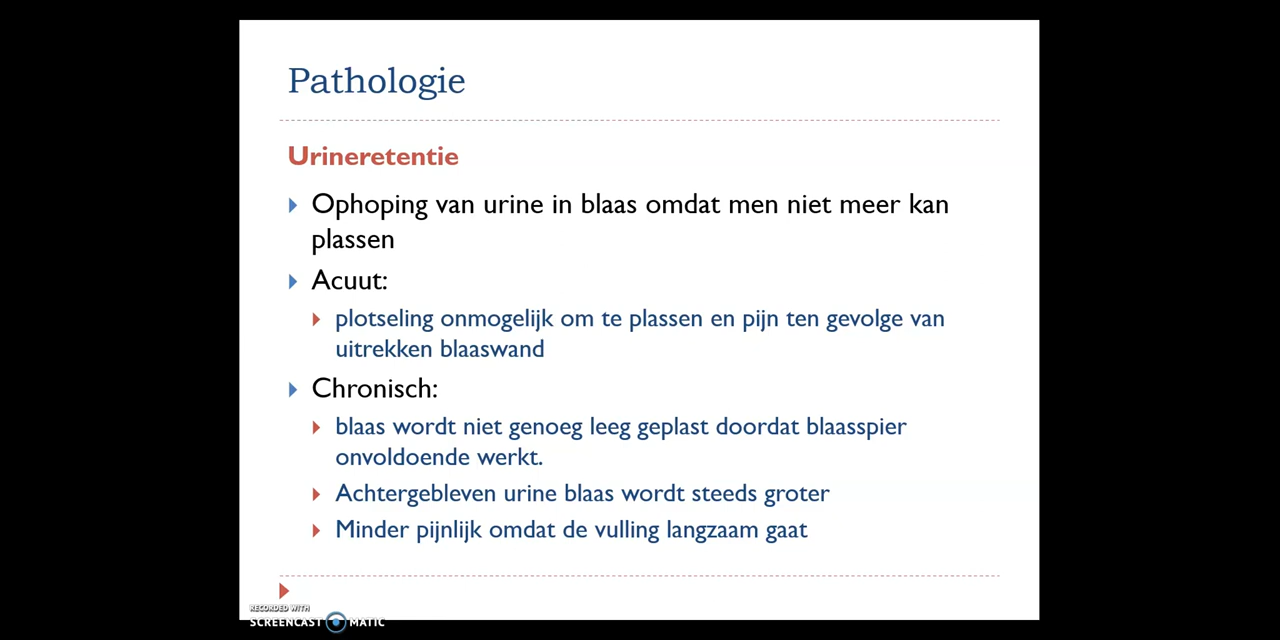 Pathologie
Urineretentie
Ophoping van urine in blaas omdat men niet meer kan
plassen
Acuut:
plotseling onmogelijk om te plassen en pijn ten gevolge van
uitrekken blaaswand
Chronisch:
blaas wordt niet genoeg leeg geplast doordat blaasspier
onvoldoende werkt.
Achtergebleven urine blaas wordt steeds groter
Minder pijnlijk omdat de vulling langzaam gaat
RECORDED WITH
SCREENCAST MATIC